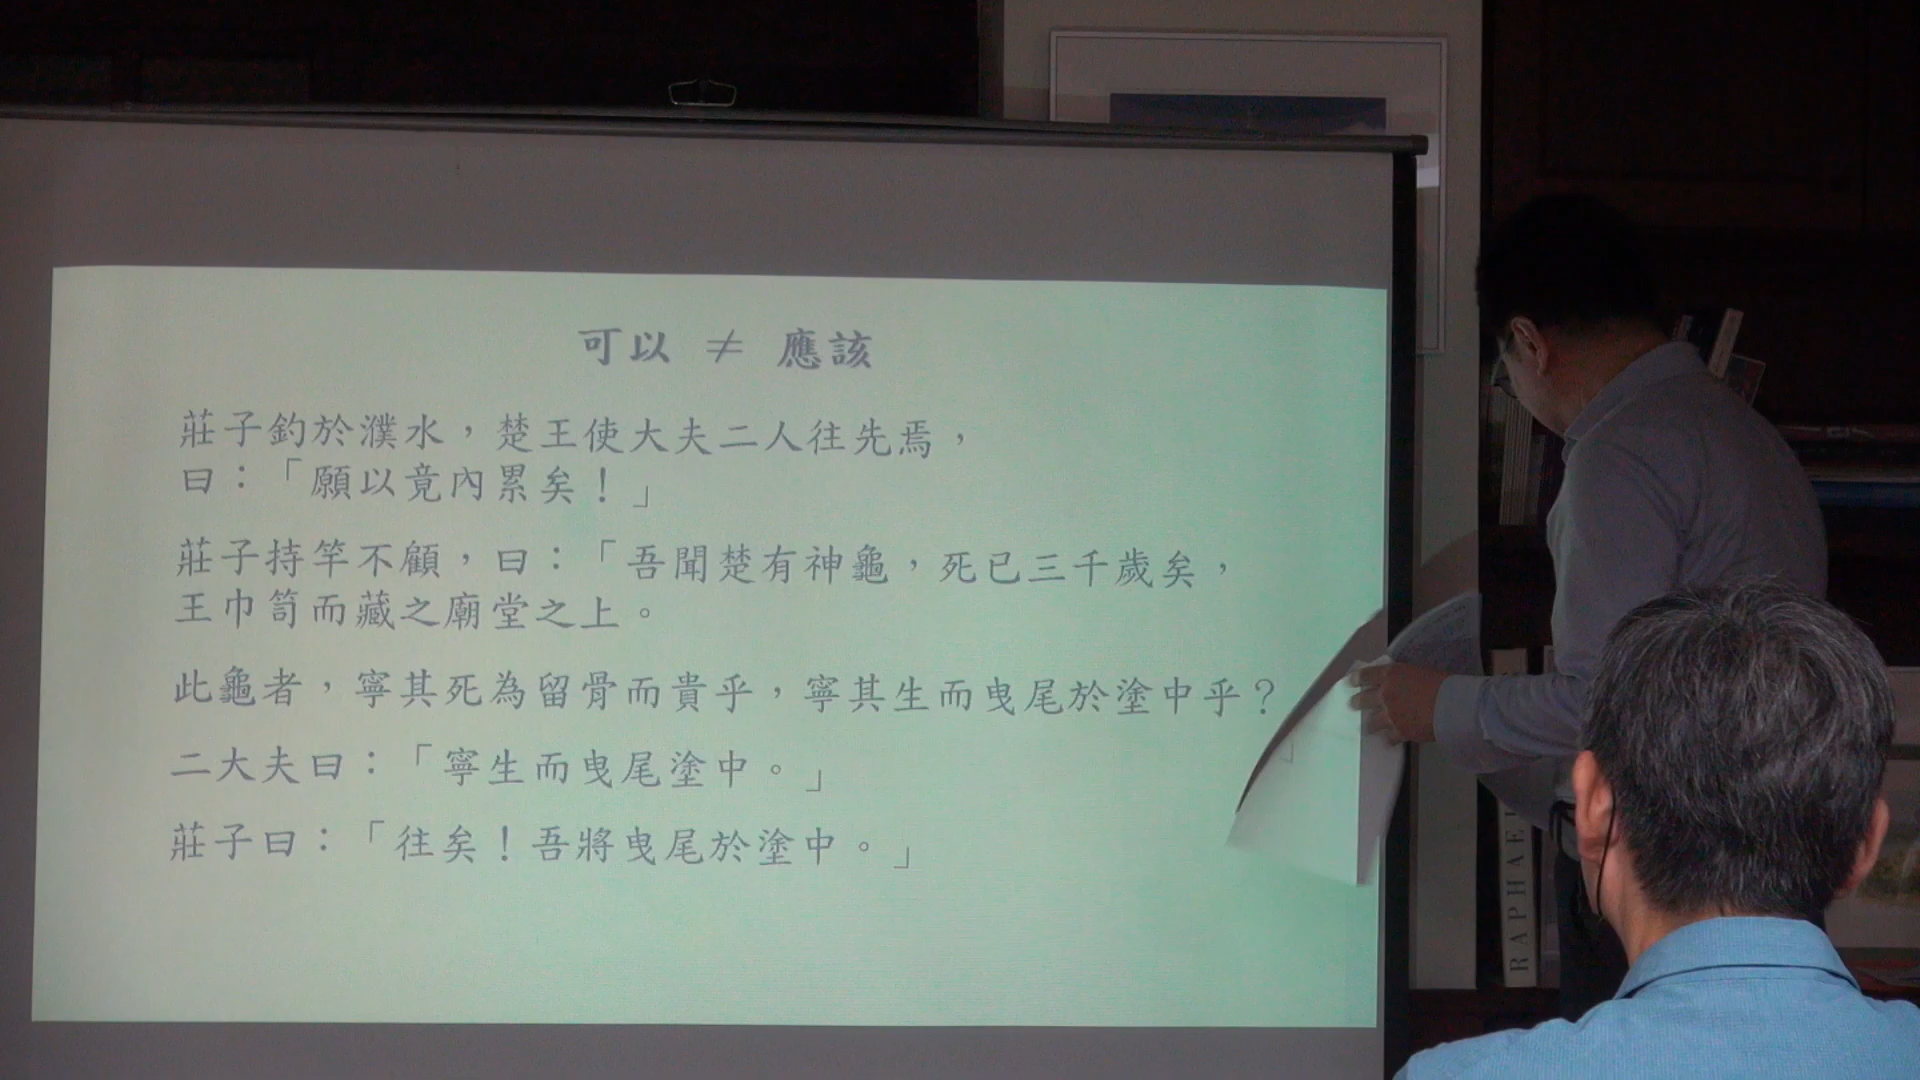 可以 ≠ 應該
莊子釣於濮水，楚王使大夫二人往先焉，
曰：「願以竟內累矣！」
莊子持竿不顧，曰：「吾聞楚有神龜，死已三千歲矣，
王巾笥而藏之廟堂之上。
此龜者，寧其死為留骨而貴乎，寧其生而曳尾於塗中乎？
」
二大夫曰：「寧生而曳尾塗中。」
莊子曰：「往矣！吾將曳尾於塗中。」
RAPHAEL